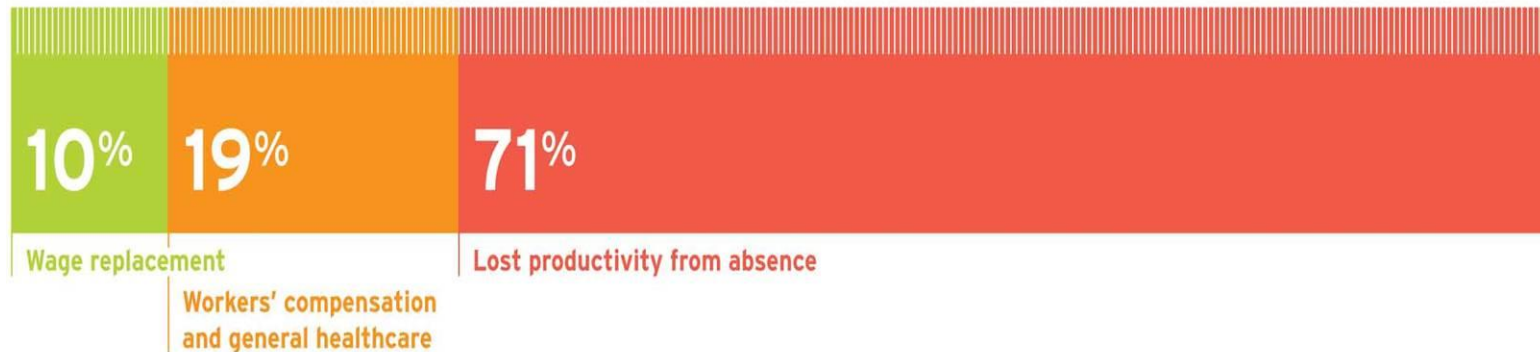 10%
19%
71%
Wage replacement
Lost productivity from absence
Workers' compensation
and general healthcare